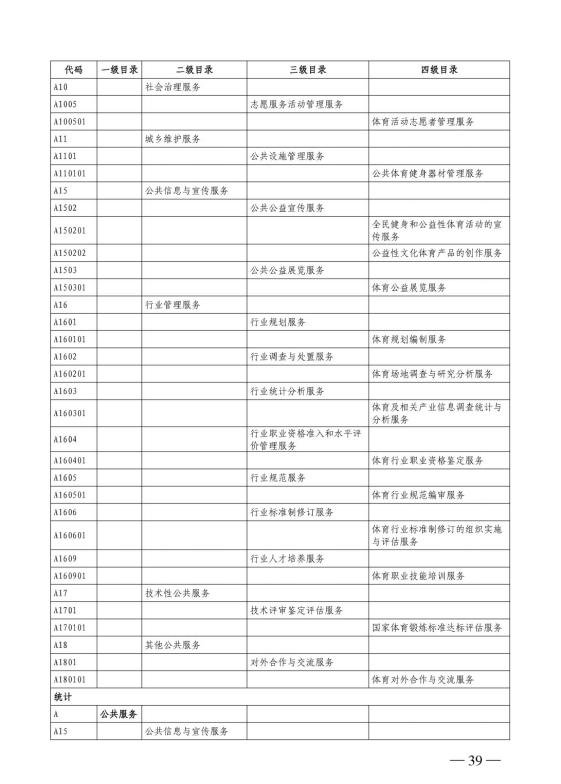 代码 一级目录 二级目录 三级目录 四级目录
A10 社会治理服务
A1005 志愿服务活动管理服务
A100501 体育活动志愿者管理服务
A11 城乡维护服务
A1101 公共设施管理服务
A110101 公共体育健身器材管理服务
A15 公共信息与宣传服务
A1502 公共公益宣传服务
A150201 全民健身和公益性体育活动的宣
传服务
A150202 公益性文化体育产品的创作服务
A1503 公共公益展览服务
A150301 体育公益展览服务
A16 行业管理服务
A1601 行业规划服务
A160101 体育规划编制服务
A1602 行业调查与处置服务
A160201 体育场地调查与研究分析服务
A1603 行业统计分析服务
A160301 体育及相关产业信息调查统计与
分析服务
A1604 行业职业资格准入和水平评
价管理服务
A160401 体育行业职业资格鉴定服务
A1605 行业规范服务
A160501 体育行业规范编审服务
A1606 行业标准制修订服务
A160601 体育行业标准制修订的组织实施
与评估服务
A1609 行业人才培养服务
A160901 体育职业技能培训服务
A17 技术性公共服务
A1701 技术评审鉴定评估服务
A170101 国家体育锻炼标准达标评估服务
A18 其他公共服务
A1801 对外合作与交流服务
A180101 体育对外合作与交流服务
统计
A 公共服务
A15 公共信息与宣传服务
— 39 —